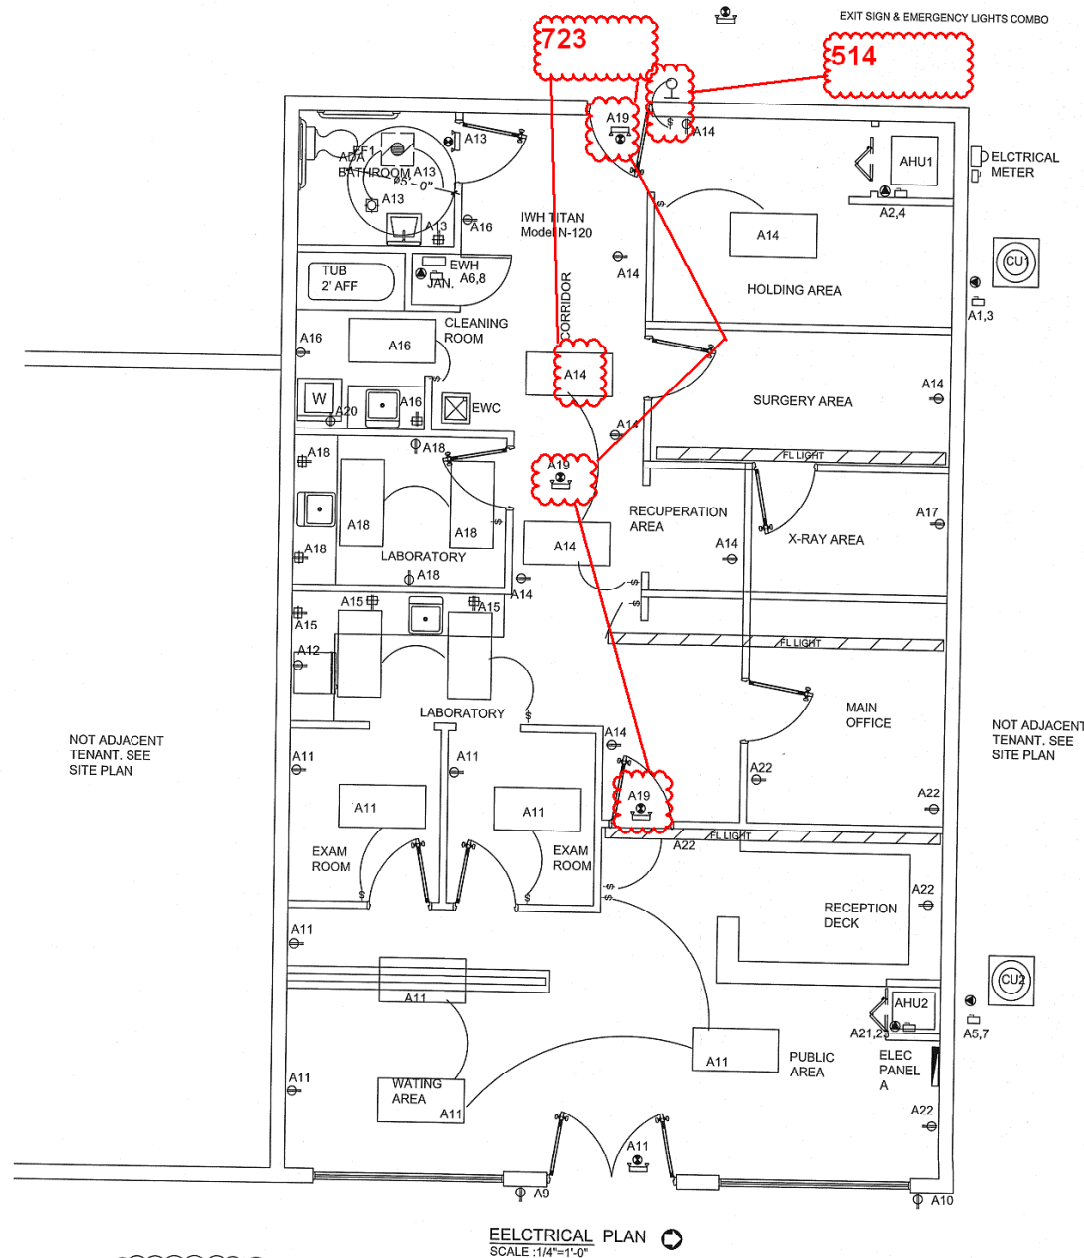 EXIT SIGN & EMERGENCY LIGHTS COMBO
723
514
A19
A14
A13
EF1
ADA
BATHROOM
A13
ø5'-0"
A13
A13
A16
IWH TITAN
Model N-120
AHU1
ELCTRICAL
METER
A2,4
A14
A14
HOLDING AREA
CU1
A1,3
TUB
2' AFF
EWH
A6,8
JAN.
CORRIDOR
CLEANING
ROOM
A16
A16
A14
A14
SURGERY AREA
W
A20
A16
EWC
A14
A18
A18
FL LIGHT
A19
A18
A18
RECUPERATION
AREA
A17
X-RAY AREA
A14
A14
A18
LABORATORY
A18
A14
A15
A15
A15
A12
FL LIGHT
LABORATORY
MAIN
OFFICE
NOT ADJACENT
TENANT. SEE
SITE PLAN
NOT ADJACENT
TENANT. SEE
SITE PLAN
A14
A11
A11
A22
A22
A19
A11
A11
FL LIGHT
A22
EXAM
ROOM
EXAM
ROOM
A22
RECEPTION
DECK
A11
A11
CU2
AHU2
A21,23
A5,7
A11
PUBLIC
AREA
ELEC
PANEL
A
A11
WATING
AREA
A11
A22
A11
A9
A10
EELCTRICAL PLAN
SCALE :1/4"=1'-0"